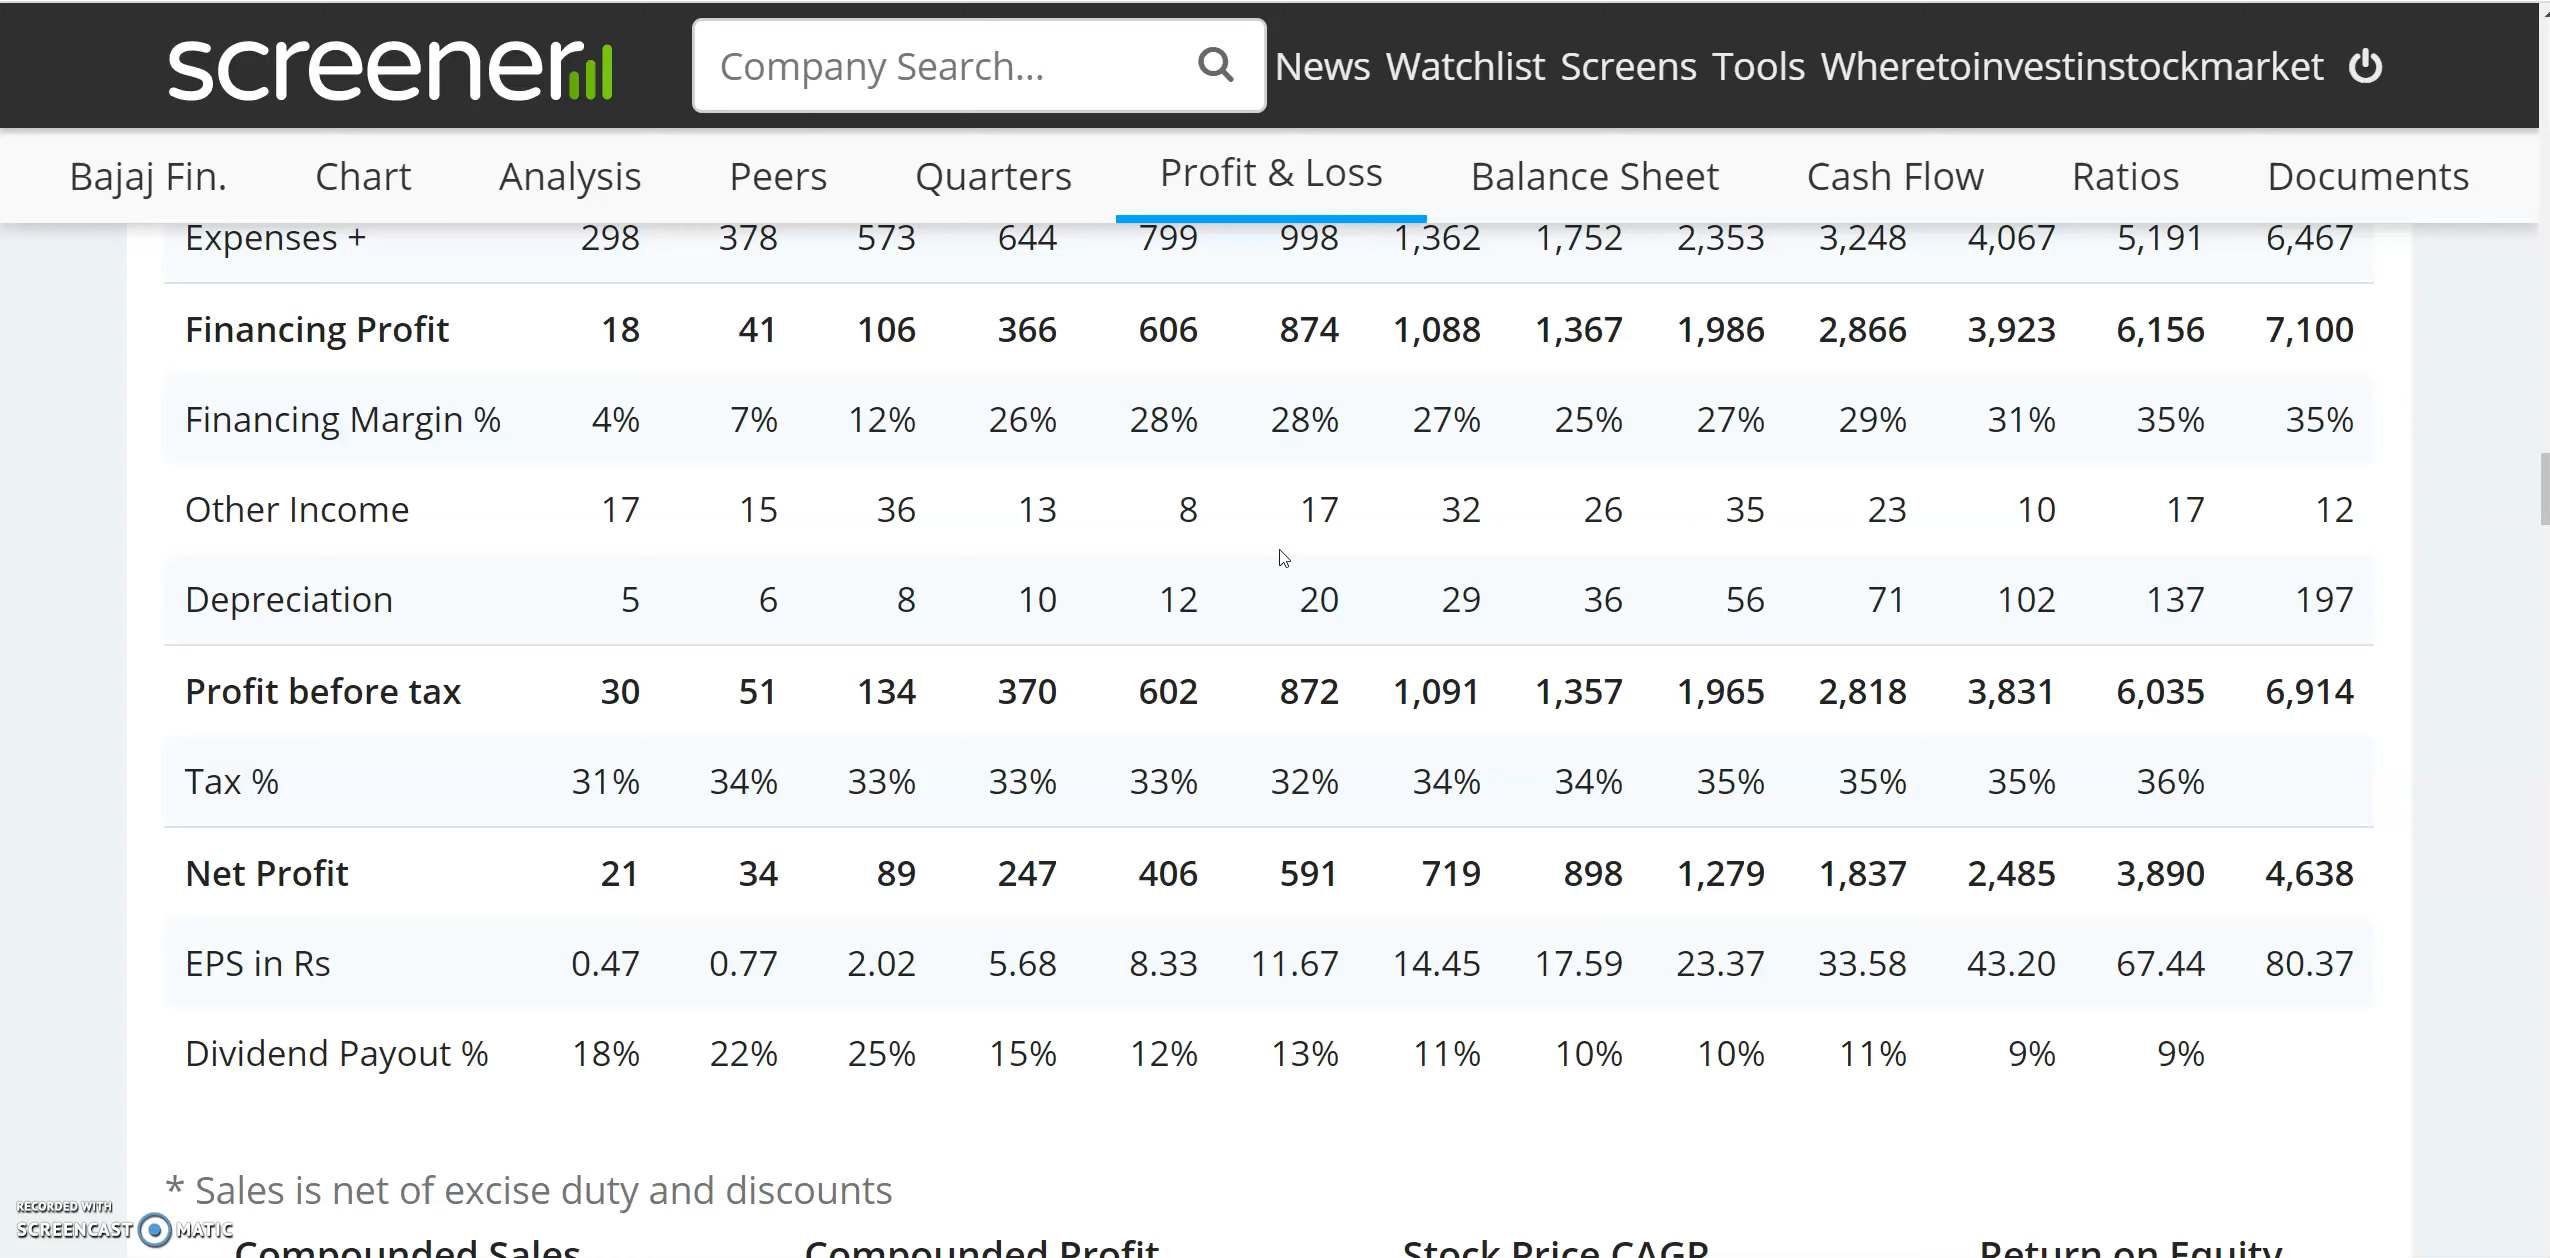 screener Company Search... News Watchlist Screens Tools Wheretoinvestinstockmarket
Bajaj Fin. Chart Analysis Peers Quarters Profit & Loss Balance Sheet Cash Flow Ratios Documents
Expenses + 298 378 573 644 799 998 1,362 1,752 2,353 3,248 4,067 5,191 6,467
Financing Profit 18 41 106 366 606 874 1,088 1,367 1,986 2,866 3,923 6,156 7,100
Financing Margin % 4% 7% 12% 26% 28% 28% 27% 25% 27% 29% 31% 35% 35%
Other Income 17 15 36 13 8 17 32 26 35 23 10 17 12
Depreciation 5 6 8 10 12 20 29 36 56 71 102 137 197
Profit before tax 30 51 134 370 602 872 1,091 1,357 1,965 2,818 3,831 6,035 6,914
Tax % 31% 34% 33% 33% 33% 32% 34% 34% 35% 35% 35% 36%
Net Profit 21 34 89 247 406 591 719 898 1,279 1,837 2,485 3,890 4,638
EPS in Rs 0.47 0.77 2.02 5.68 8.33 11.67 14.45 17.59 23.37 33.58 43.20 67.44 80.37
Dividend Payout % 18% 22% 25% 15% 12% 13% 11% 10% 10% 11% 9% 9%
* Sales is net of excise duty and discounts
RECORDED WITH
SCREENCAST MATIC
Compounded Sales Compounded Profit Stock Price CAGR Return on Equity